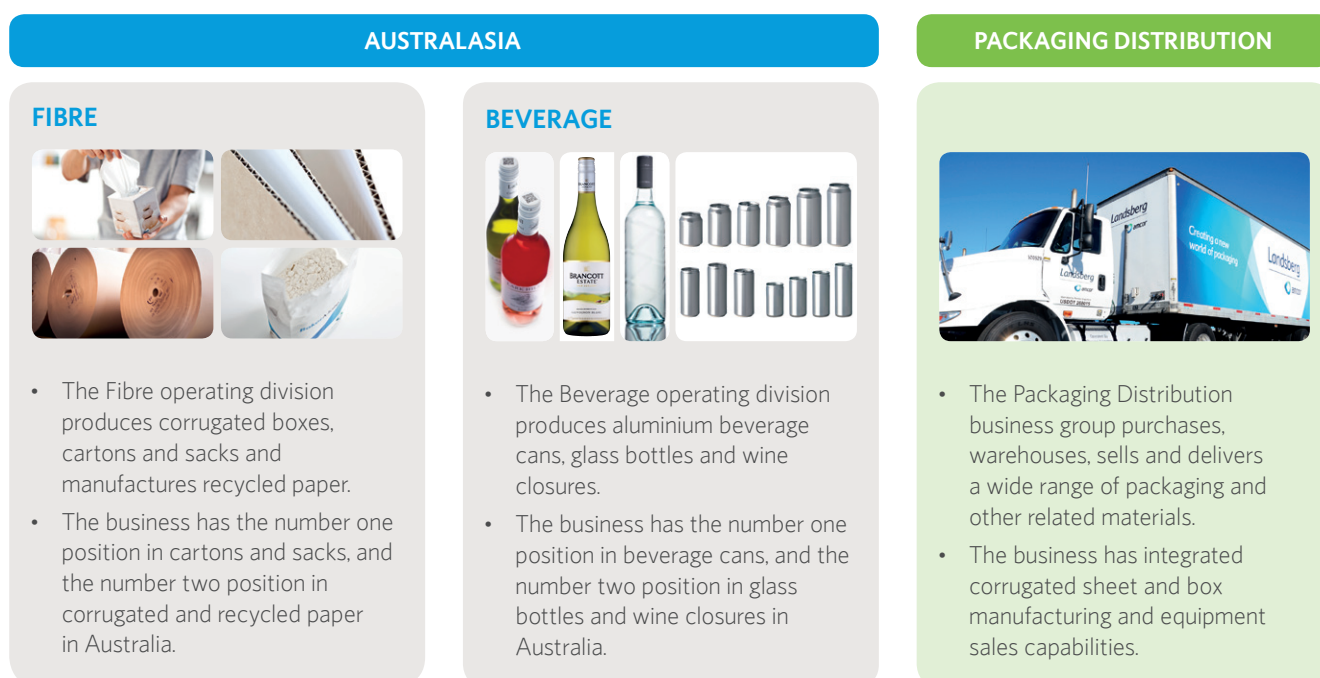 AUSTRALASIA
PACKAGING DISTRIBUTION
FIBRE
• The Fibre operating division
produces corrugated boxes,
cartons and sacks and
manufactures recycled paper.
• The business has the number one
position in cartons and sacks, and
the number two position in
corrugated and recycled paper
in Australia.
BEVERAGE
BRANCOTT
ESTATE
• The Beverage operating division
produces aluminium beverage
cans, glass bottles and wine
closures.
• The business has the number one
position in beverage cans, and the
number two position in glass
bottles and wine closures in
Australia.
Landsberg
amcor
Creating a new
world of packaging
Landsberg
amcor
Landsberg
amcor
• The Packaging Distribution
business group purchases,
warehouses, sells and delivers
a wide range of packaging and
other related materials.
• The business has integrated
corrugated sheet and box
manufacturing and equipment
sales capabilities.